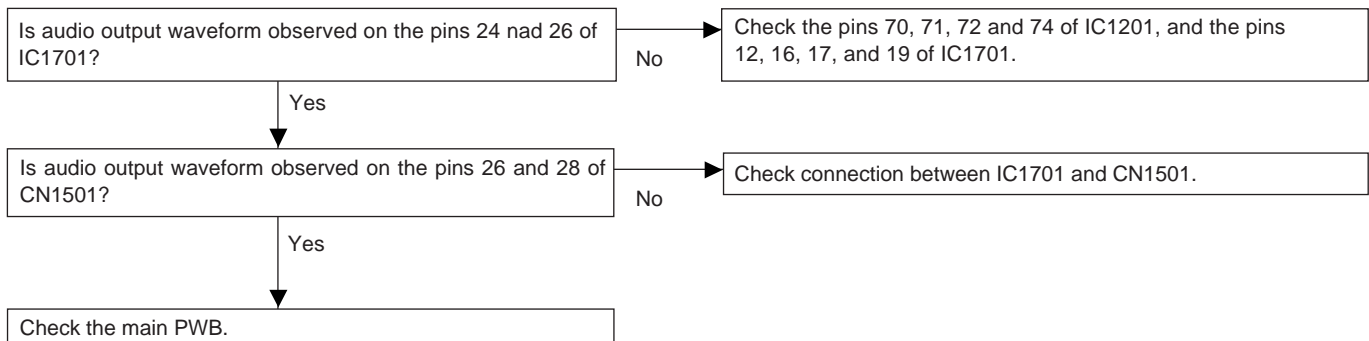 Is audio output waveform observed on the pins 24 nad 26 of
IC1701?
No
Check the pins 70, 71, 72 and 74 of IC1201, and the pins
12, 16, 17, and 19 of IC1701.
Yes
Is audio output waveform observed on the pins 26 and 28 of
CN1501?
No
Check connection between IC1701 and CN1501.
Yes
Check the main PWB.